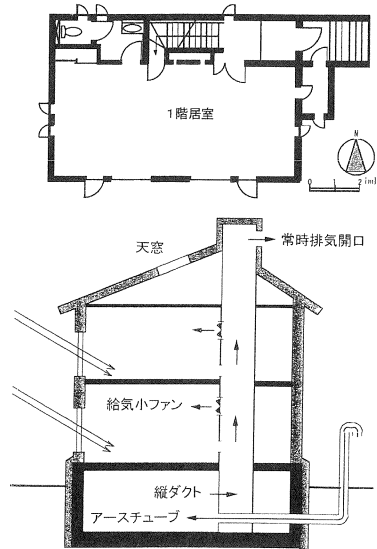 1階居室
N
0 1 2(m)
天窓
常時排気開口
給気小ファン
縦ダクト
アースチューブ